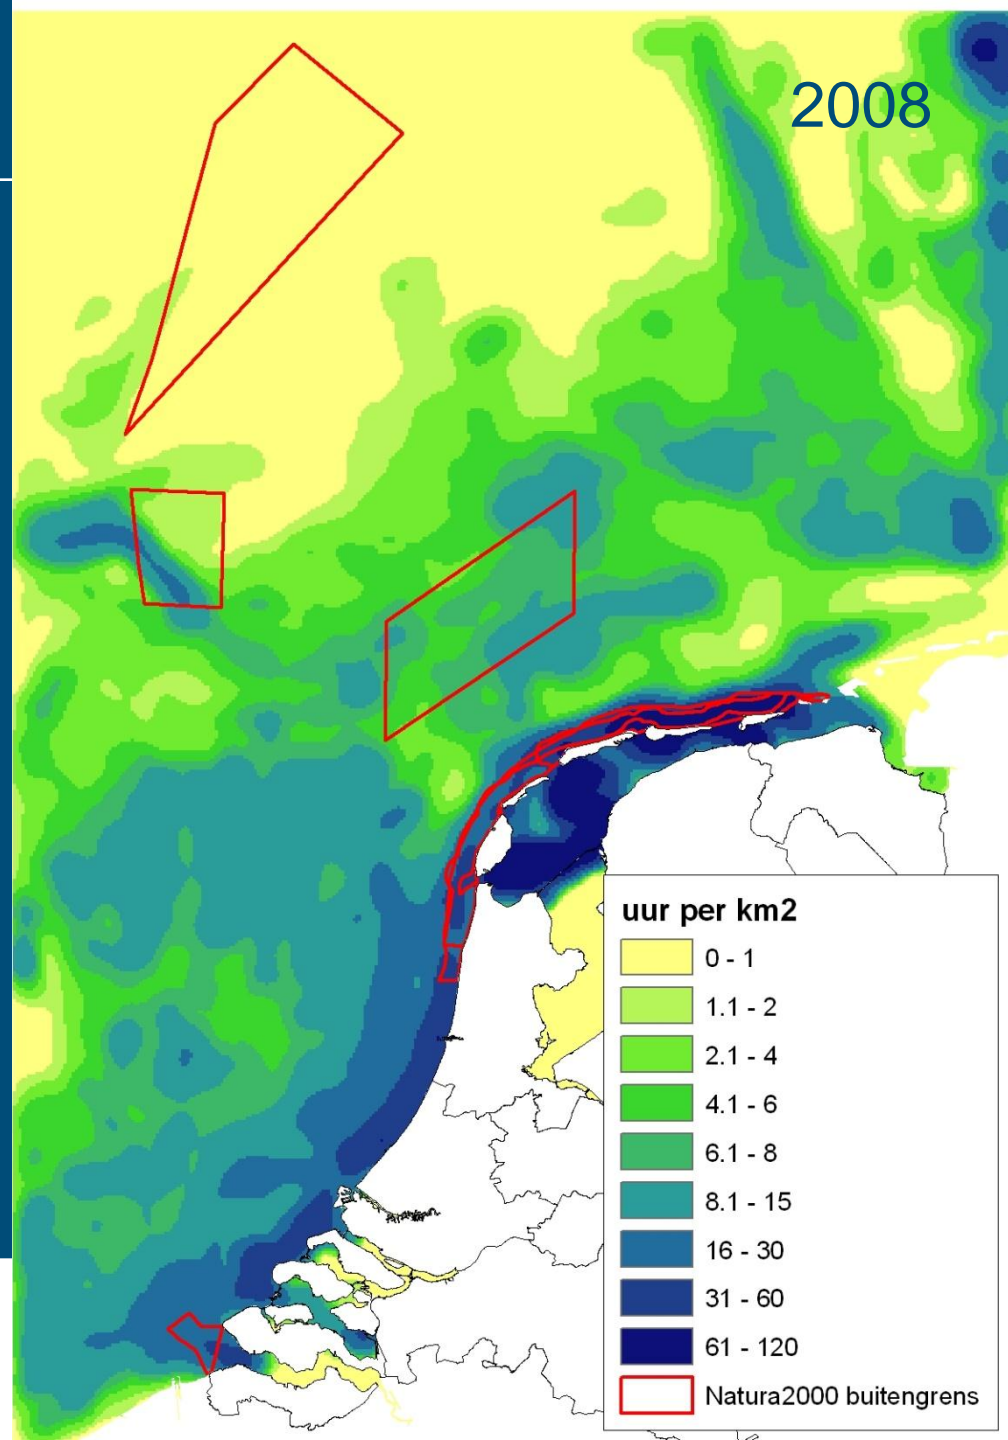 2008
uur per km2
0 - 1
1.1 - 2
2.1 - 4
4.1 - 6
6.1 - 8
8.1 - 15
16 - 30
31 - 60
61 - 120
Natura2000 buitengrens